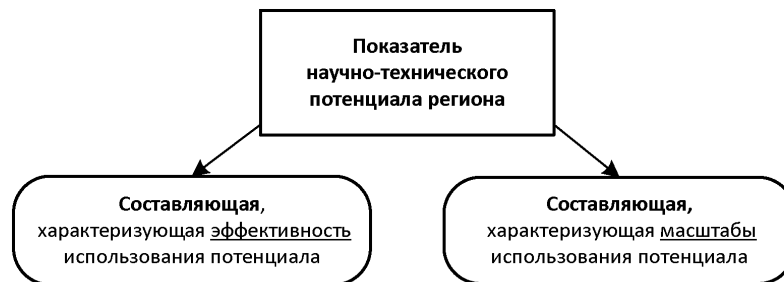 Показатель
научно-технического
потенциала региона
Составляющая,
характеризующая эффективность
использования потенциала
Составляющая,
характеризующая масштабы
использования потенциала